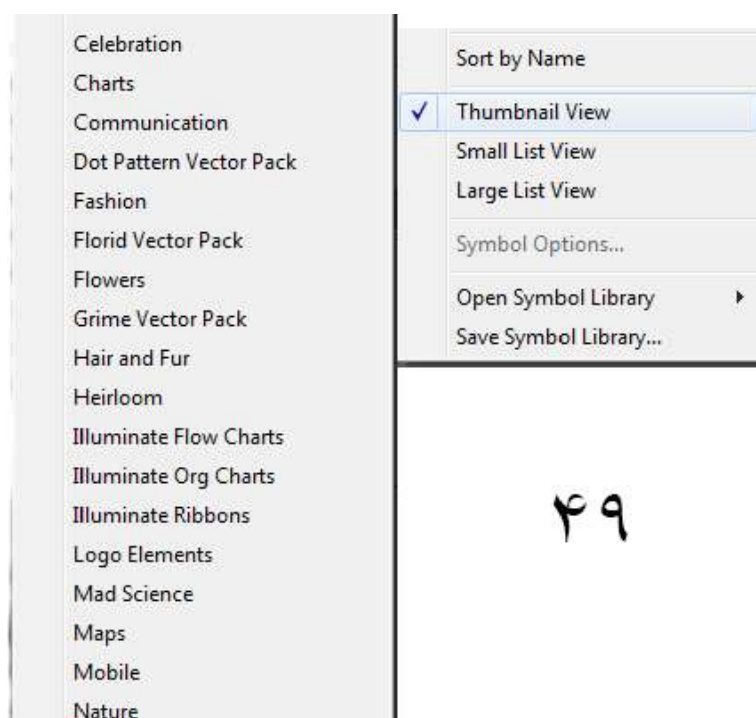 Celebration
Charts
Communication
Dot Pattern Vector Pack
Fashion
Florid Vector Pack
Flowers
Grime Vector Pack
Hair and Fur
Heirloom
Illuminate Flow Charts
Illuminate Org Charts
Illuminate Ribbons
Logo Elements
Mad Science
Maps
Mobile
Nature
Sort by Name
Thumbnail View
Small List View
Large List View
Symbol Options...
Open Symbol Library
Save Symbol Library...
۴۹